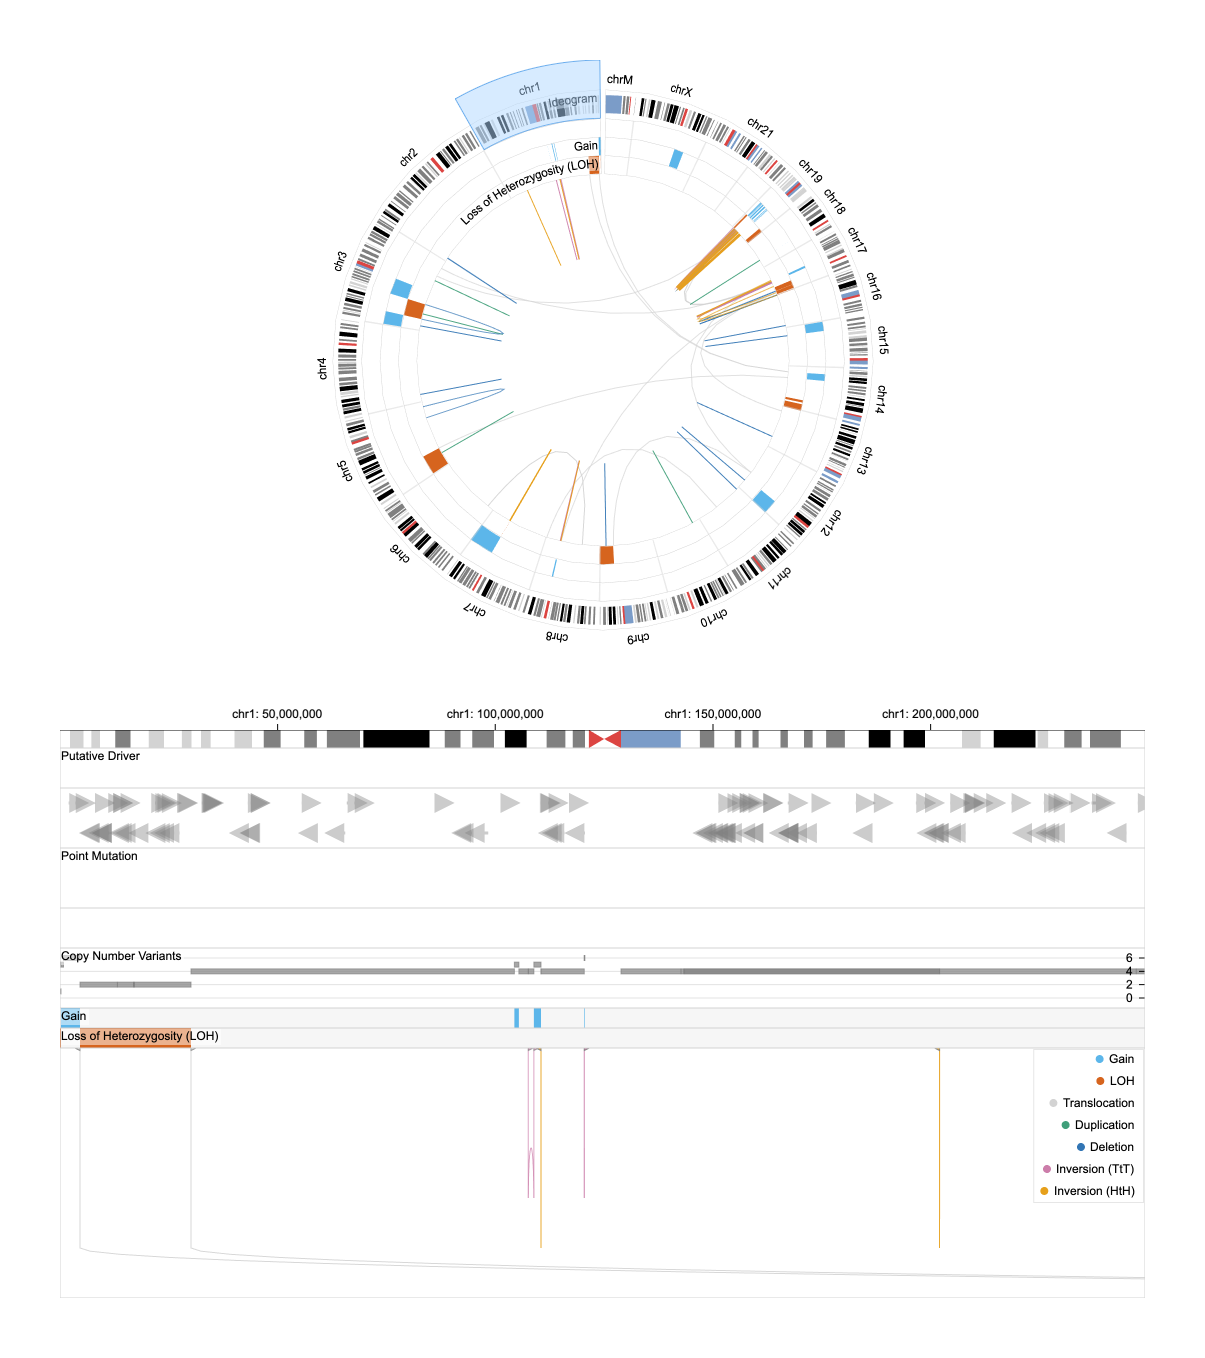 chrM
chrX
chr21
chr19
chr18
chr17
chr16
chr15
chr14
chr13
chr12
chr11
chr10
chr9
chr8
chr7
chr6
chr5
chr4
chr3
chr2
chr1
Ideogram
Gain
Loss of Heterozygosity (LOH)
chr1: 50,000,000 chr1: 100,000,000 chr1: 150,000,000 chr1: 200,000,000
Putative Driver
Point Mutation
Copy Number Variants
6
4
2
0
Gain
Loss of Heterozygosity (LOH)
Gain
LOH
Translocation
Duplication
Deletion
Inversion (TtT)
Inversion (HtH)